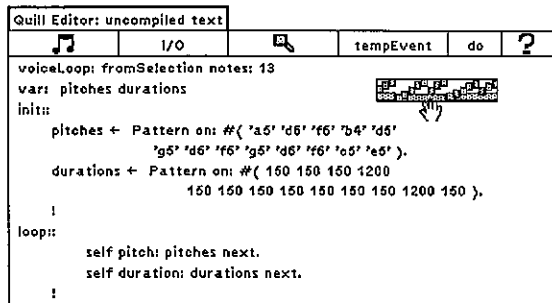 Quill Editor: uncompiled text
I/O tempEvent do ?
voiceLoop: fromSelection notes: 13
var: pitches durations
init::
pitches ← Pattern on: #( 'a5' 'd6' 'f6' 'b4' 'd5'
'g5' 'd6' 'f6' 'g5' 'd6' 'f6' 'c5' 'e5' ).
durations ← Pattern on: #( 150 150 150 1200
150 150 150 150 150 150 150 1200 150 ).
!
loop::
self pitch: pitches next.
self duration: durations next.
!